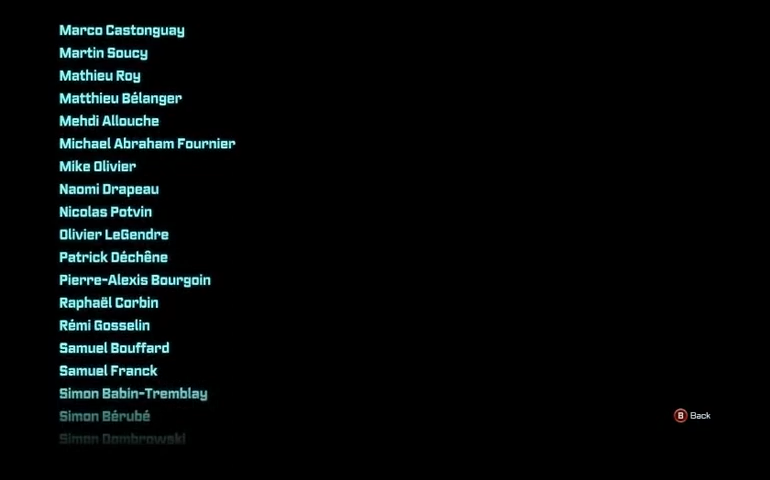 Marco Castonguay
Martin Soucy
Mathieu Roy
Matthieu Bélanger
Mehdi Allouche
Michael Abraham Fournier
Mike Olivier
Naomi Drapeau
Nicolas Potvin
Olivier LeGendre
Patrick Déchêne
Pierre-Alexis Bourgoin
Raphaël Corbin
Rémi Gosselin
Samuel Bouffard
Samuel Franck
Simon Babin-Tremblay
Simon Bérubé
B Back
Simon Dombrowski